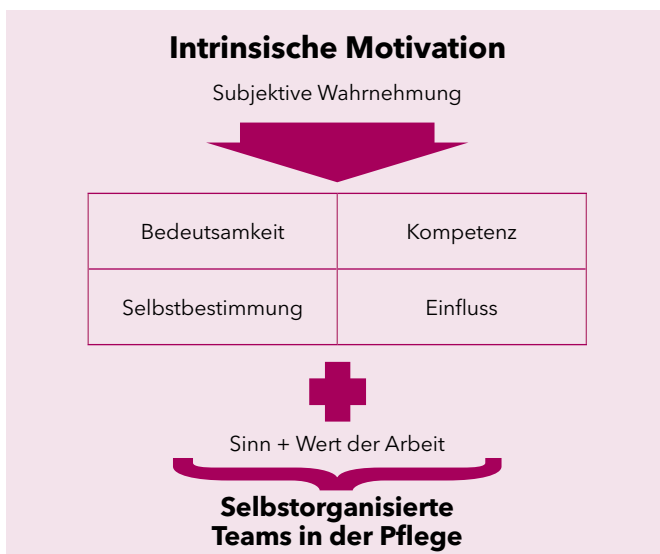 Intrinsische Motivation
Subjektive Wahrnehmung
Bedeutsamkeit
Kompetenz
Selbstbestimmung
Einfluss
Sinn + Wert der Arbeit
Selbstorganisierte
Teams in der Pflege